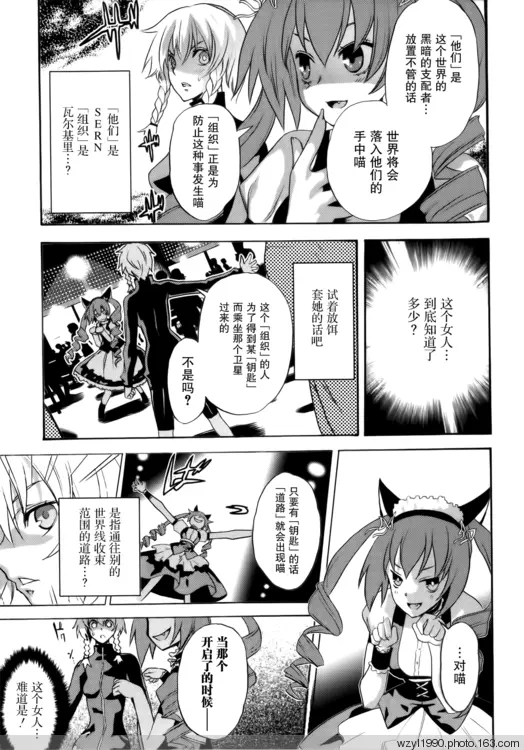 「他们」是
这个世界的
黑暗的支配者…
放置不管的话
世界将会
落入他们的
手中喵
「组织」正是为
防止这种事发生喵
「他们」是
SERN
「组织」是
瓦尔基里…?
这个女人…
到底知道了
多少?
试着放饵
套她的话吧
这个「组织」的人
为了得到某「钥匙」
而乘坐那个卫星
过来的
不是吗?
…对喵
只要有「钥匙」的话
「道路」就会出现喵
是指通往别的
世界线收束
范围的道路…?
当那个
开启了的时候
这个女人…
难道是!
wzyl1990.photo.163.com